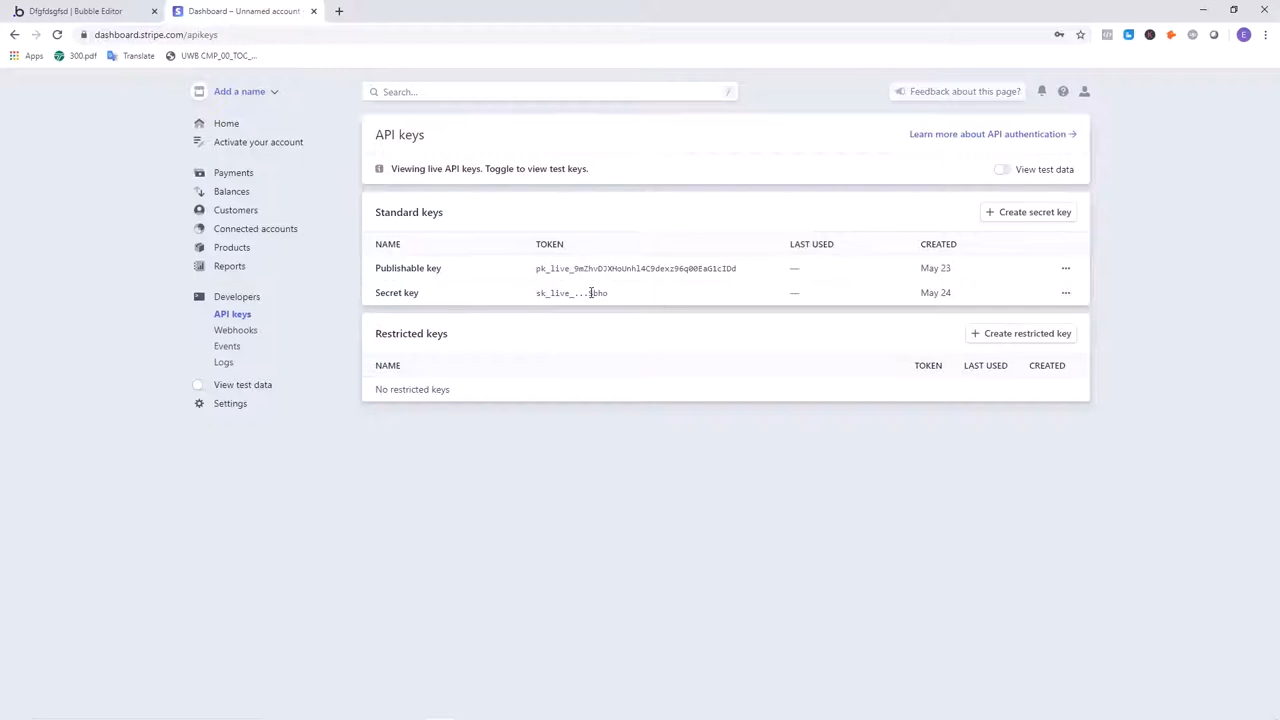 Dfgfdsgfsd | Bubble Editor
Dashboard – Unnamed account
dashboard.stripe.com/apikeys
E
Apps 300.pdf Translate UWB CMP_00_TOC_...
Add a name
Search... /
Feedback about this page?
Home
Activate your account
Payments
Balances
Customers
Connected accounts
Products
Reports
Developers
API keys
Webhooks
Events
Logs
View test data
Settings
API keys
Learn more about API authentication
Viewing live API keys. Toggle to view test keys.
View test data
Standard keys
+ Create secret key
NAME TOKEN LAST USED CREATED
Publishable key pk_live_9mZhvDJXHoUnhl4C9dexz96q00EaG1cIDd — May 23
Secret key — May 24
Restricted keys
+ Create restricted key
NAME TOKEN LAST USED CREATED
No restricted keys